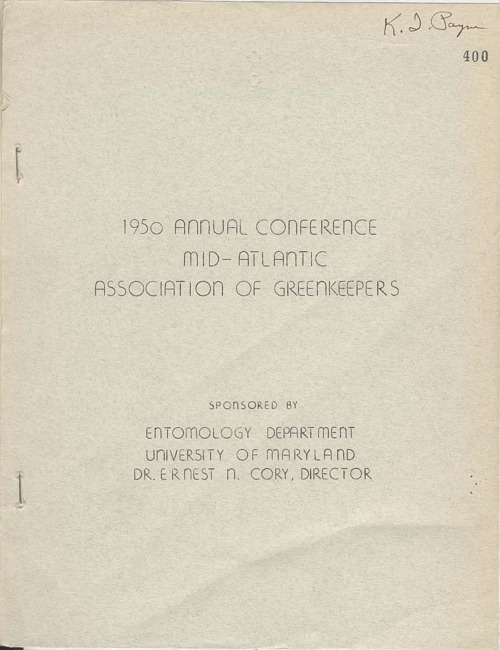 K. T. Payne
400
1950 ANNUAL CONFERENCE
MID-ATLANTIC
ASSOCIATION OF GREENKEEPERS
SPONSORED BY
ENTOMOLOGY DEPARTMENT
UNIVERSITY OF MARYLAND
DR. ERNEST N. CORY, DIRECTOR